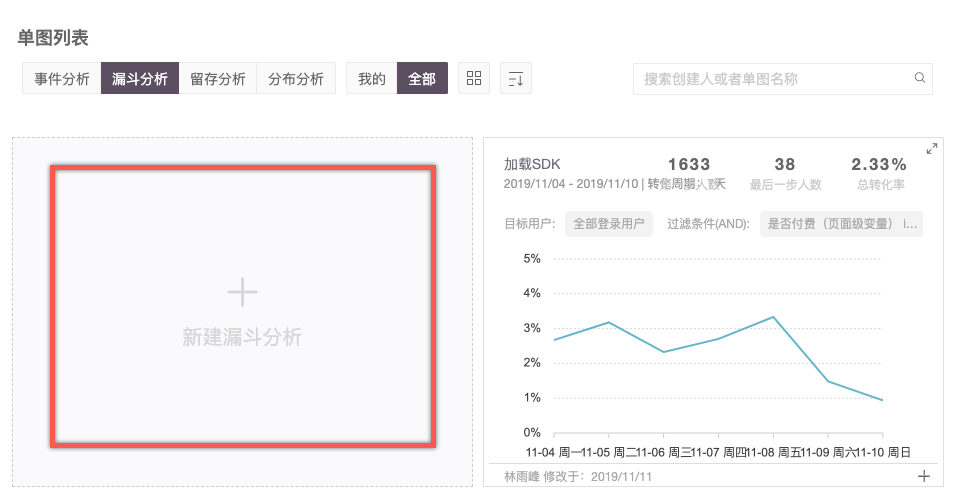 单图列表
事件分析 漏斗分析 留存分析 分布分析 我的 全部 搜索创建人或者单图名称
新建漏斗分析
加载SDK 1633 38 2.33%
2019/11/04 - 2019/11/10 | 转化周期: 天 最后一步人数 总转化率
目标用户: 全部登录用户 过滤条件(AND): 是否付费（页面级变量） i...
5%
4%
3%
2%
1%
0%
11-04 周一 11-05 周二 11-06 周三 11-07 周四 11-08 周五 11-09 周六 11-10 周日
林雨峰 修改于: 2019/11/11